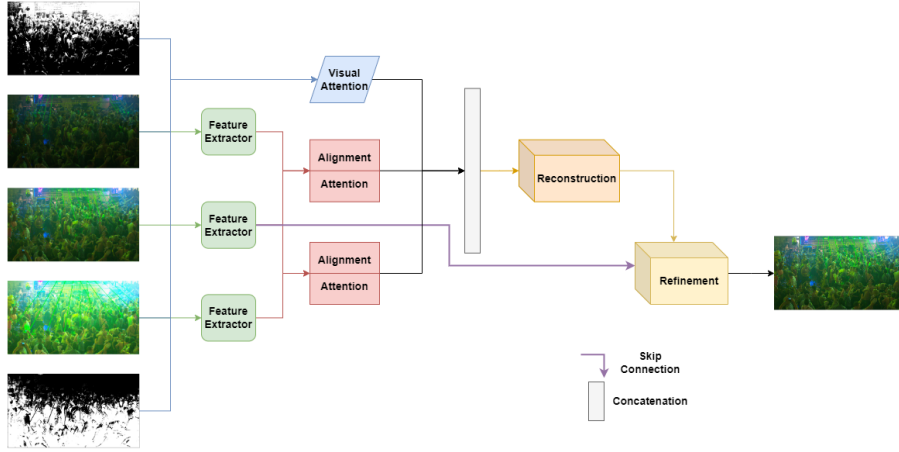 Visual
Attention
Feature
Extractor
Alignment
Attention
Reconstruction
Feature
Extractor
Alignment
Attention
Refinement
Feature
Extractor
Skip
Connection
Concatenation